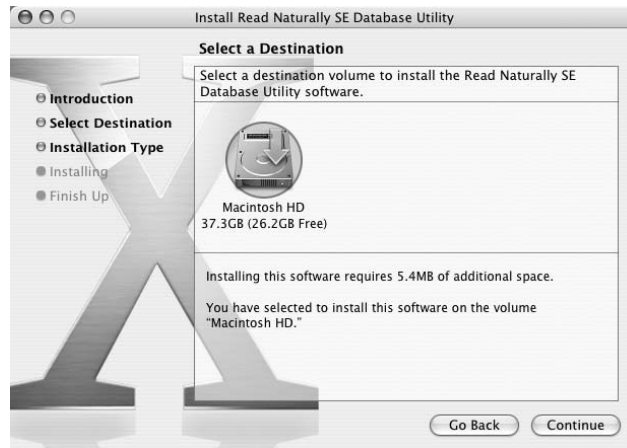 Install Read Naturally SE Database Utility
Select a Destination
Introduction
Select Destination
Installation Type
Installing
Finish Up
Select a destination volume to install the Read Naturally SE
Database Utility software.
Macintosh HD
37.3GB (26.2GB Free)
Installing this software requires 5.4MB of additional space.
You have selected to install this software on the volume
“Macintosh HD.”
Go Back
Continue